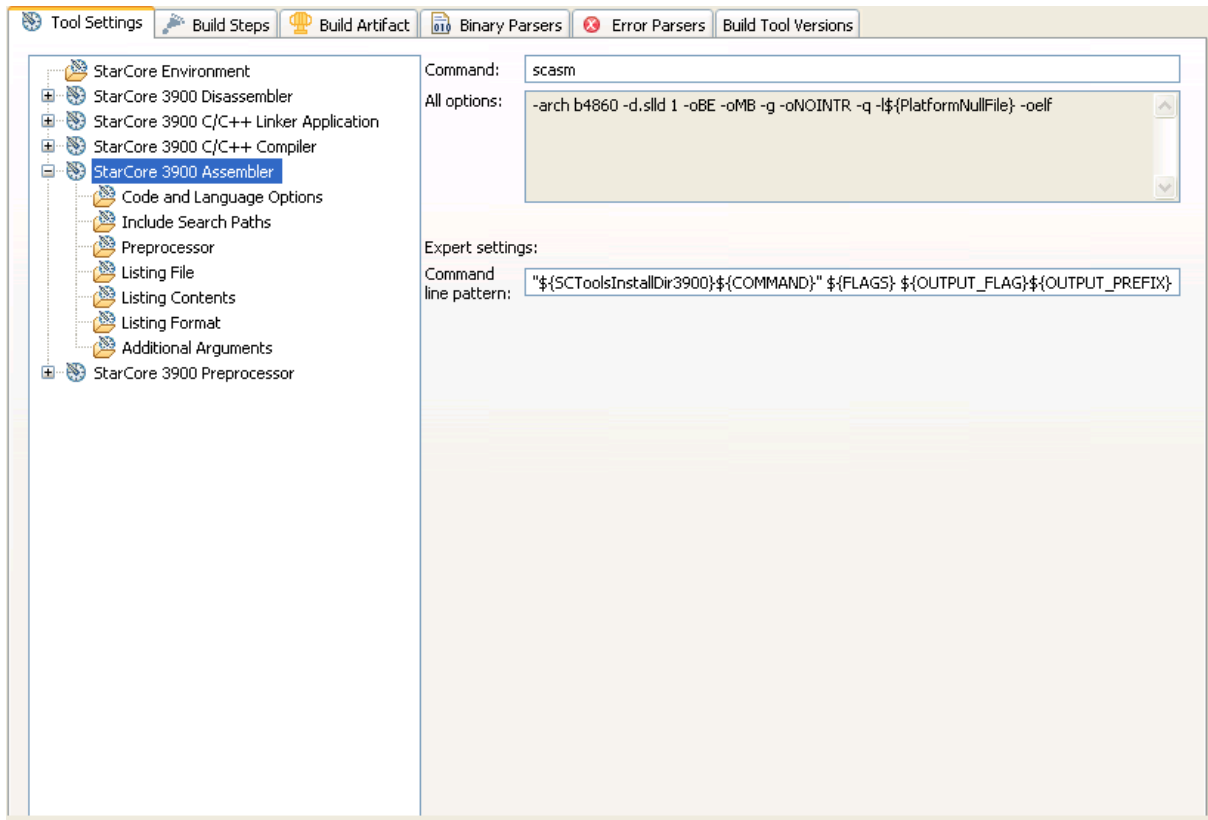 Tool Settings Build Steps Build Artifact Binary Parsers Error Parsers Build Tool Versions
StarCore Environment
StarCore 3900 Disassembler
StarCore 3900 C/C++ Linker Application
StarCore 3900 C/C++ Compiler
StarCore 3900 Assembler
Code and Language Options
Include Search Paths
Preprocessor
Listing File
Listing Contents
Listing Format
Additional Arguments
StarCore 3900 Preprocessor
Command: scasm
All options: -arch b4860 -d.slld 1 -oBE -oMB -g -oNOINTR -q -l${PlatformNullFile} -oelf
Expert settings:
Command
line pattern: "${SCToolsInstallDir3900}${COMMAND}" ${FLAGS} ${OUTPUT_FLAG}${OUTPUT_PREFIX}